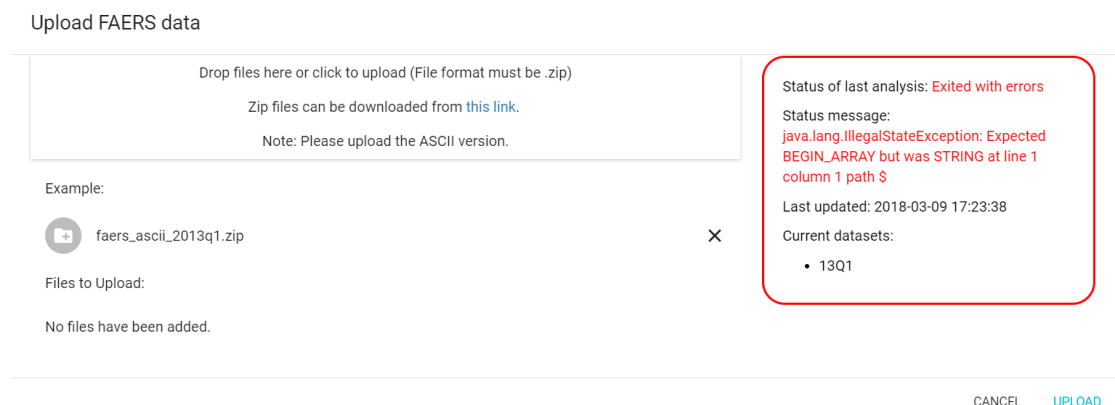 Upload FAERS data
Drop files here or click to upload (File format must be .zip)
Zip files can be downloaded from this link.
Note: Please upload the ASCII version.
Example:
faers_ascii_2013q1.zip
Files to Upload:
No files have been added.
Status of last analysis: Exited with errors
Status message:
java.lang.IllegalStateException: Expected
BEGIN_ARRAY but was STRING at line 1
column 1 path $
Last updated: 2018-03-09 17:23:38
Current datasets:
• 13Q1
CANCEL UPLOAD